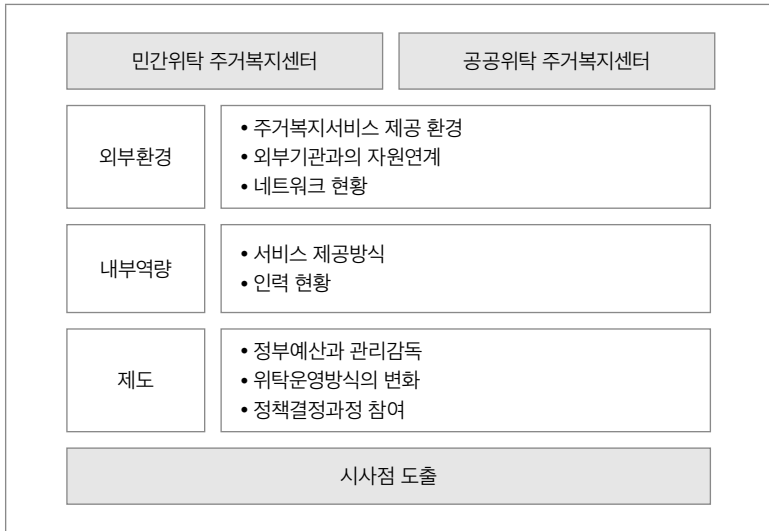 민간위탁 주거복지센터
공공위탁 주거복지센터
외부환경
• 주거복지서비스 제공 환경
• 외부기관과의 자원연계
• 네트워크 현황
내부역량
• 서비스 제공방식
• 인력 현황
제도
• 정부예산과 관리감독
• 위탁운영방식의 변화
• 정책결정과정 참여
시사점 도출